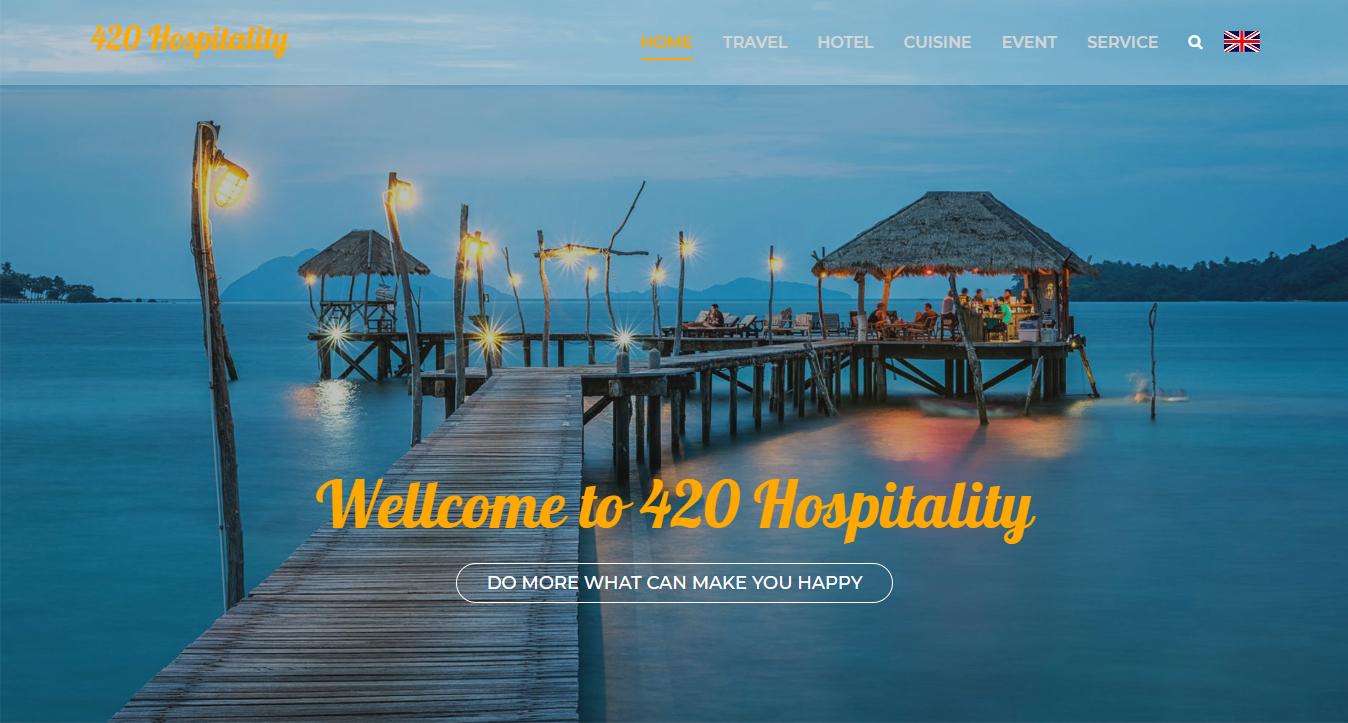 420 Hospitality
HOME TRAVEL HOTEL CUISINE EVENT SERVICE
Wellcome to 420 Hospitality
DO MORE WHAT CAN MAKE YOU HAPPY